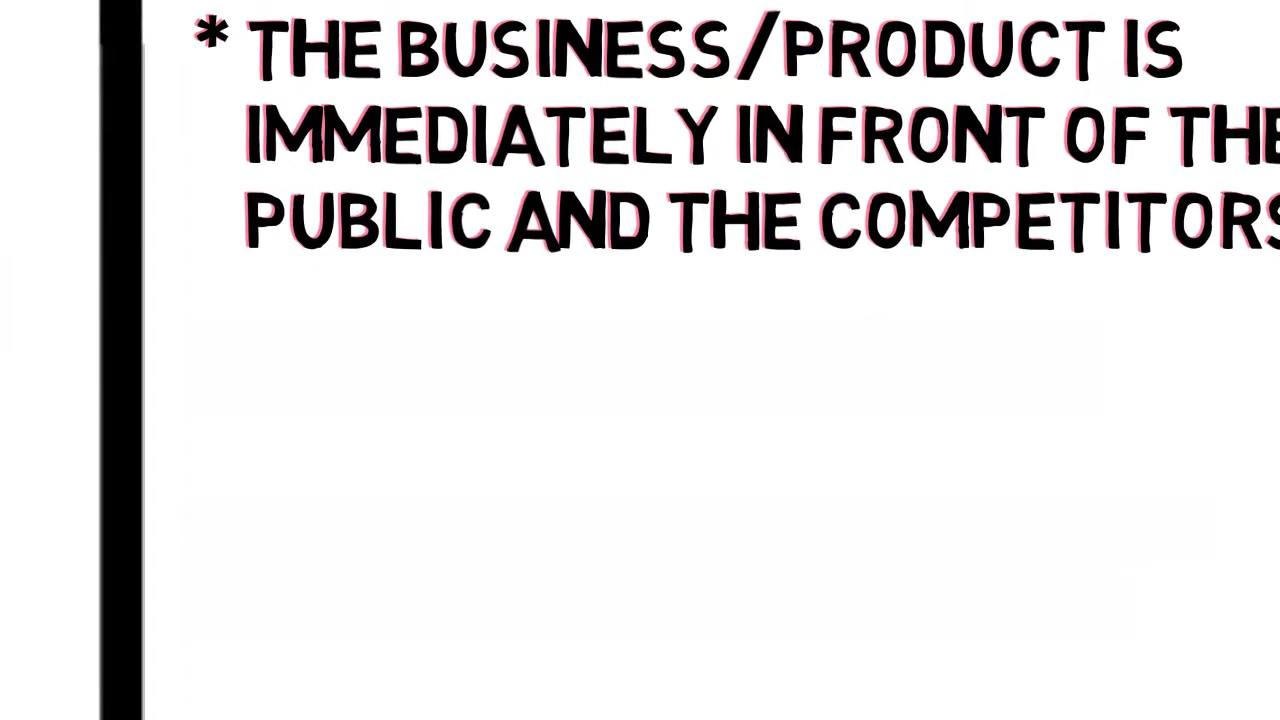 * THE BUSINESS/PRODUCT IS
IMMEDIATELY IN FRONT OF THE
PUBLIC AND THE COMPETITORS